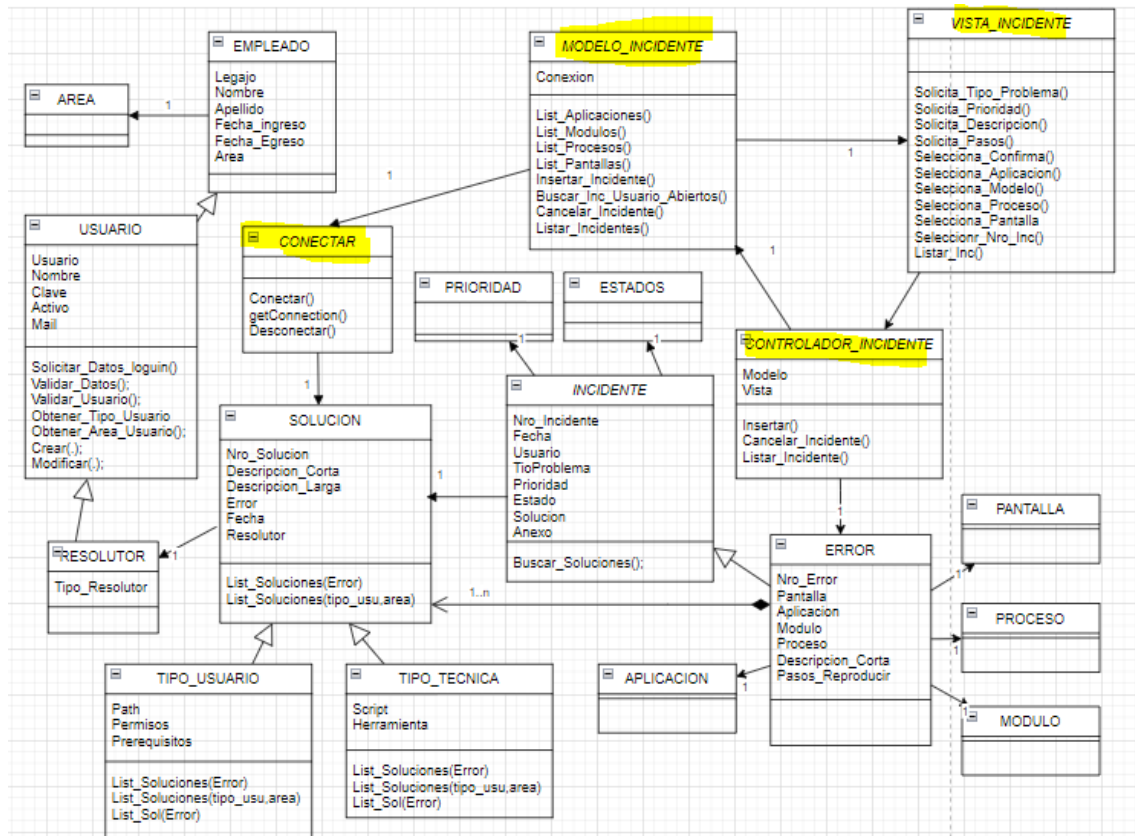 EMPLEADO
Legajo
Nombre
Apellido
Fecha_ingreso
Fecha_Egreso
Area
AREA
1
MODELO_INCIDENTE
Conexion
List_Aplicaciones()
List_Modulos()
List_Procesos()
List_Pantallas()
Insertar_Incidente()
Buscar_Inc_Usuario_Abiertos()
Cancelar_Incidente()
Listar_Incidentes()
VISTA_INCIDENTE
Solicita_Tipo_Problema()
Solicita_Prioridad()
Solicita_Descripcion()
Solicita_Pasos()
Selecciona_Confirma()
Selecciona_Aplicacion()
Selecciona_Modelo()
Selecciona_Proceso()
Selecciona_Pantalla
Seleccionr_Nro_Inc()
Listar_Inc()
1
1
1
USUARIO
Usuario
Nombre
Clave
Activo
Mail
Solicitar_Datos_loguin()
Validar_Datos();
Validar_Usuario();
Obtener_Tipo_Usuario
Obtener_Area_Usuario();
Crear(.);
Modificar(.);
CONECTAR
Conectar()
getConnection()
Desconectar()
PRIORIDAD
ESTADOS
1
1
1
CONTROLADOR_INCIDENTE
Modelo
Vista
Insertar()
Cancelar_Incidente()
Listar_Incidente()
INCIDENTE
Nro_Incidente
Fecha
Usuario
TioProblema
Prioridad
Estado
Solucion
Anexo
Buscar_Soluciones();
SOLUCION
Nro_Solucion
Descripcion_Corta
Descripcion_Larga
Error
Fecha
Resolutor
List_Soluciones(Error)
List_Soluciones(tipo_usu,area)
1
1
1
RESOLUTOR
Tipo_Resolutor
1..n
ERROR
Nro_Error
Pantalla
Aplicacion
Modulo
Proceso
Descripcion_Corta
Pasos_Reproducir
PANTALLA
1
PROCESO
1
MODULO
1
APLICACION
1
TIPO_USUARIO
Path
Permisos
Prerequisitos
List_Soluciones(Error)
List_Soluciones(tipo_usu,area)
List_Sol(Error)
TIPO_TECNICA
Script
Herramienta
List_Soluciones(Error)
List_Soluciones(tipo_usu,area)
List_Sol(Error)